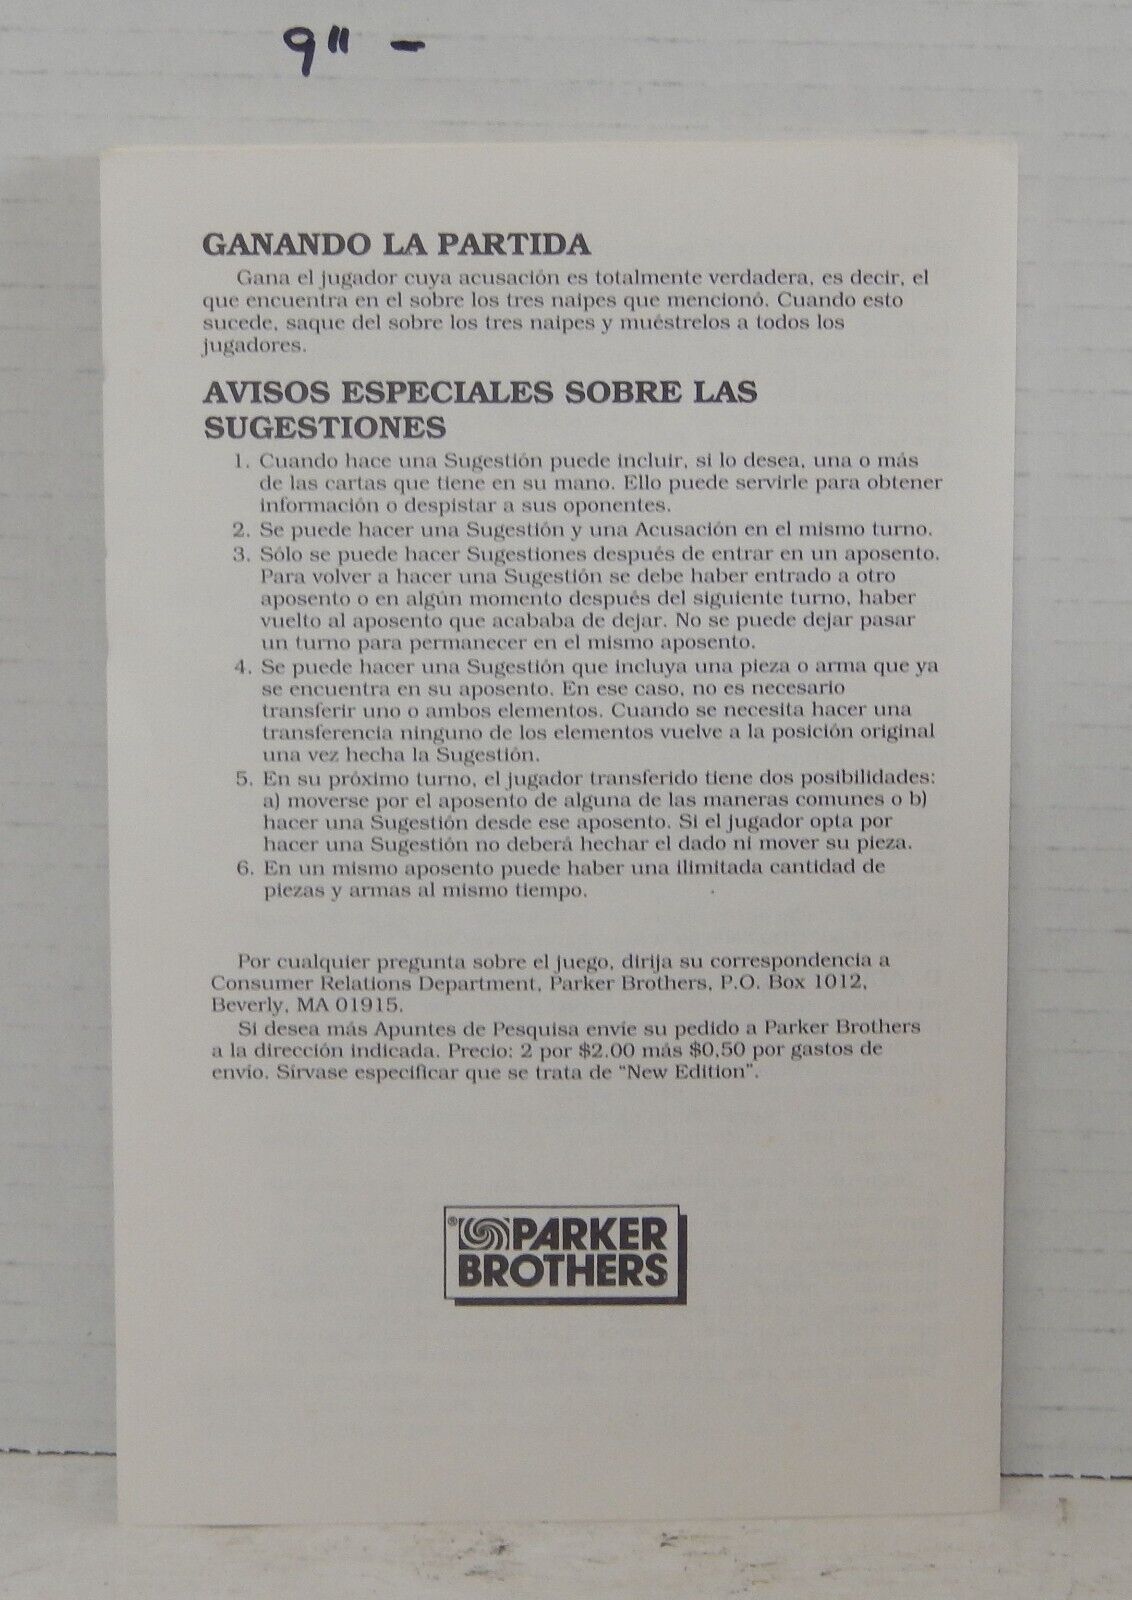 9" -
GANANDO LA PARTIDA
Gana el jugador cuya acusación es totalmente verdadera, es decir, el
que encuentra en el sobre los tres naipes que mencionó. Cuando esto
sucede, saque del sobre los tres naipes y muéstrelos a todos los
jugadores.
AVISOS ESPECIALES SOBRE LAS
SUGESTIONES
1. Cuando hace una Sugestión puede incluir, si lo desea, una o más
de las cartas que tiene en su mano. Ello puede servirle para obtener
información o despistar a sus oponentes.
2. Se puede hacer una Sugestión y una Acusación en el mismo turno.
3. Sólo se puede hacer Sugestiones después de entrar en un aposento.
Para volver a hacer una Sugestión se debe haber entrado a otro
aposento o en algún momento después del siguiente turno, haber
vuelto al aposento que acababa de dejar. No se puede dejar pasar
un turno para permanecer en el mismo aposento.
4. Se puede hacer una Sugestión que incluya una pieza o arma que ya
se encuentra en su aposento. En ese caso, no es necesario
transferir uno o ambos elementos. Cuando se necesita hacer una
transferencia ninguno de los elementos vuelve a la posición original
una vez hecha la Sugestión.
5. En su próximo turno, el jugador transferido tiene dos posibilidades:
a) moverse por el aposento de alguna de las maneras comunes o b)
hacer una Sugestión desde ese aposento. Si el jugador opta por
hacer una Sugestión no deberá hechar el dado ni mover su pieza.
6. En un mismo aposento puede haber una ilimitada cantidad de
piezas y armas al mismo tiempo.
Por cualquier pregunta sobre el juego, dirija su correspondencia a
Consumer Relations Department, Parker Brothers, P.O. Box 1012,
Beverly, MA 01915.
Si desea más Apuntes de Pesquisa envíe su pedido a Parker Brothers
a la dirección indicada. Precio: 2 por $2.00 más $0,50 por gastos de
envío. Sírvase especificar que se trata de "New Edition".
® PARKER
BROTHERS